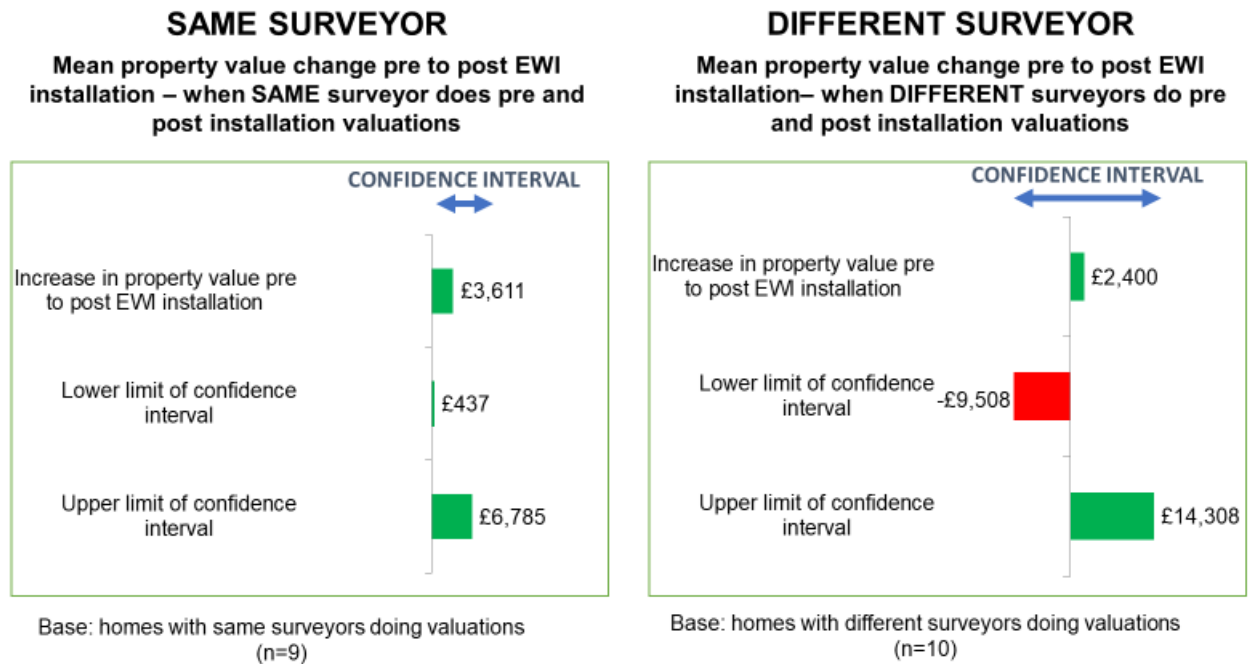 SAME SURVEYOR
Mean property value change pre to post EWI
installation – when SAME surveyor does pre and
post installation valuations
CONFIDENCE INTERVAL
Increase in property value pre
to post EWI installation
£3,611
Lower limit of confidence
interval
£437
Upper limit of confidence
interval
£6,785
Base: homes with same surveyors doing valuations
(n=9)
DIFFERENT SURVEYOR
Mean property value change pre to post EWI
installation– when DIFFERENT surveyors do pre
and post installation valuations
CONFIDENCE INTERVAL
Increase in property value pre
to post EWI installation
£2,400
Lower limit of confidence
interval
-£9,508
Upper limit of confidence
interval
£14,308
Base: homes with different surveyors doing valuations
(n=10)